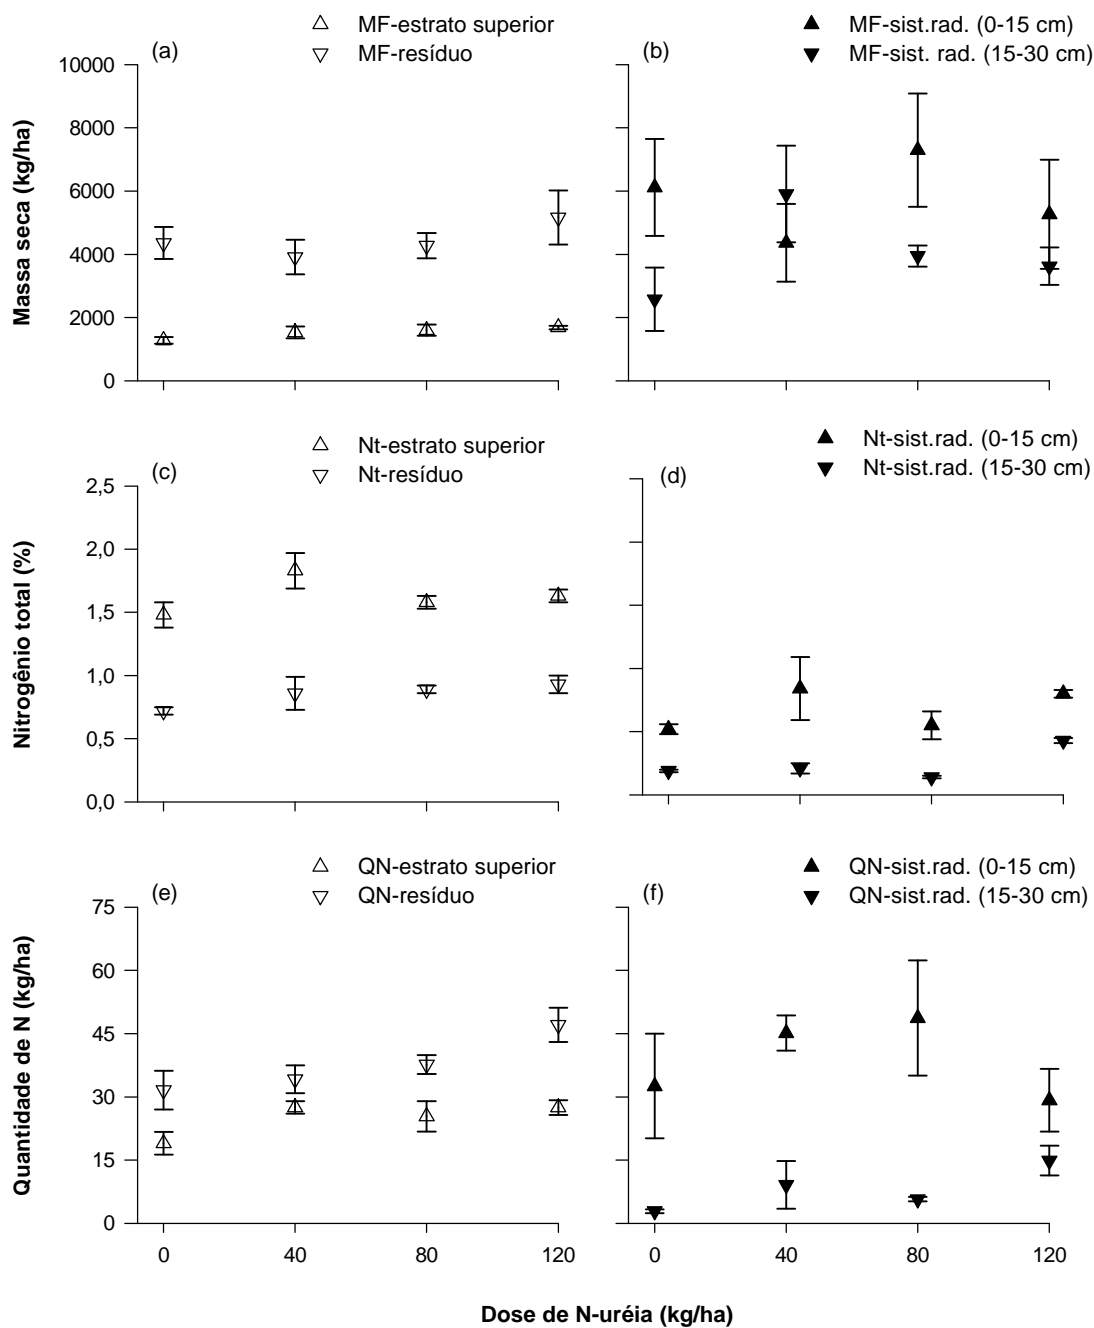 MF-estrato superior
MF-resíduo
(a)
MF-sist.rad. (0-15 cm)
MF-sist. rad. (15-30 cm)
(b)
Massa seca (kg/ha)
10000
8000
6000
4000
2000
0
Nt-estrato superior
Nt-resíduo
(c)
Nt-sist.rad. (0-15 cm)
Nt-sist.rad. (15-30 cm)
(d)
Nitrogênio total (%)
2,5
2,0
1,5
1,0
0,5
0,0
QN-estrato superior
QN-resíduo
(e)
QN-sist.rad. (0-15 cm)
QN-sist.rad. (15-30 cm)
(f)
Quantidade de N (kg/ha)
75
60
45
30
15
0
0 40 80 120 0 40 80 120
Dose de N-uréia (kg/ha)